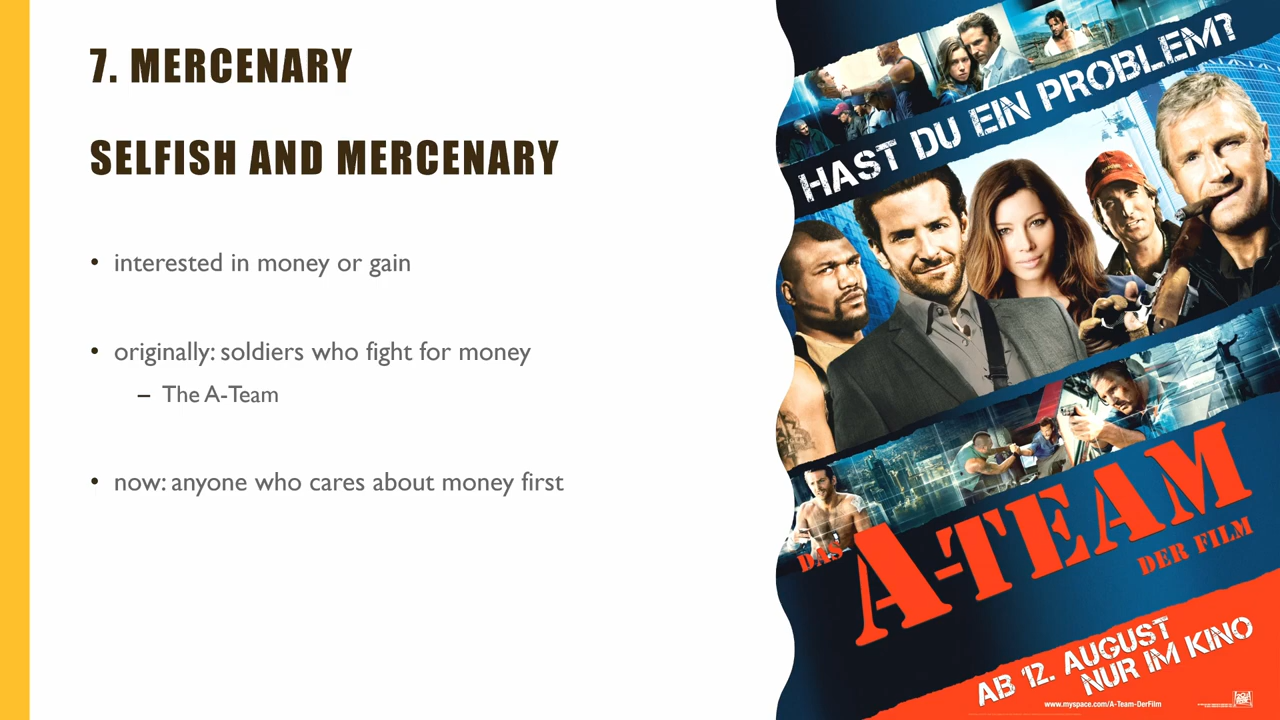 7. MERCENARY
SELFISH AND MERCENARY
• interested in money or gain
• originally: soldiers who fight for money
– The A-Team
• now: anyone who cares about money first
HAST DU EIN PROBLEM?
DAS
A-TEAM
DER FILM
AB 12. AUGUST
NUR IM KINO
www.myspace.com/A-Team-DerFilm